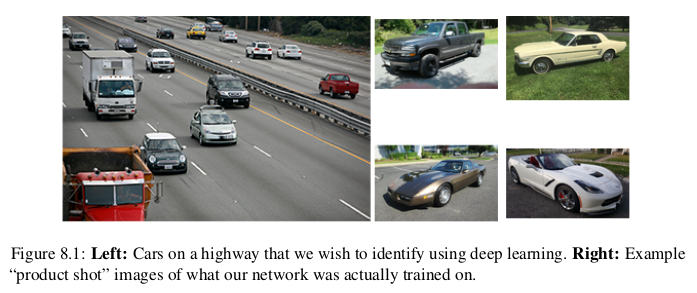 Figure 8.1: Left: Cars on a highway that we wish to identify using deep learning. Right: Example
“product shot” images of what our network was actually trained on.